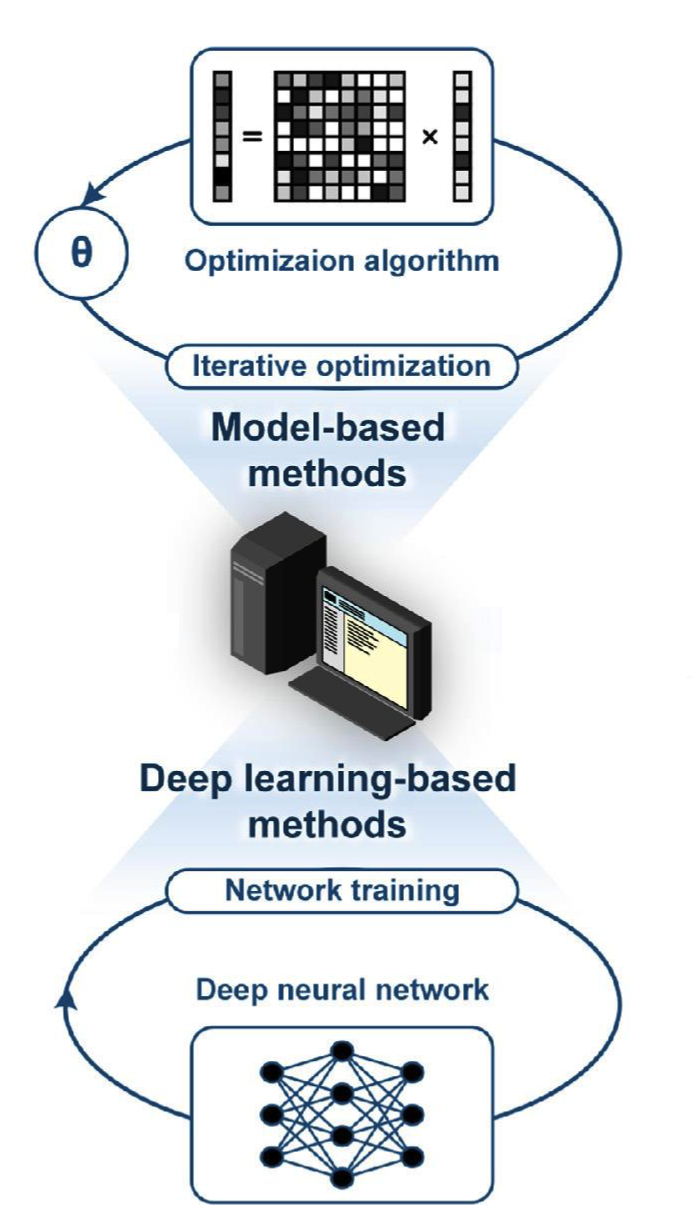 =
×
θ
Optimizaion algorithm
Iterative optimization
Model-based
methods
Deep learning-based
methods
Network training
Deep neural network